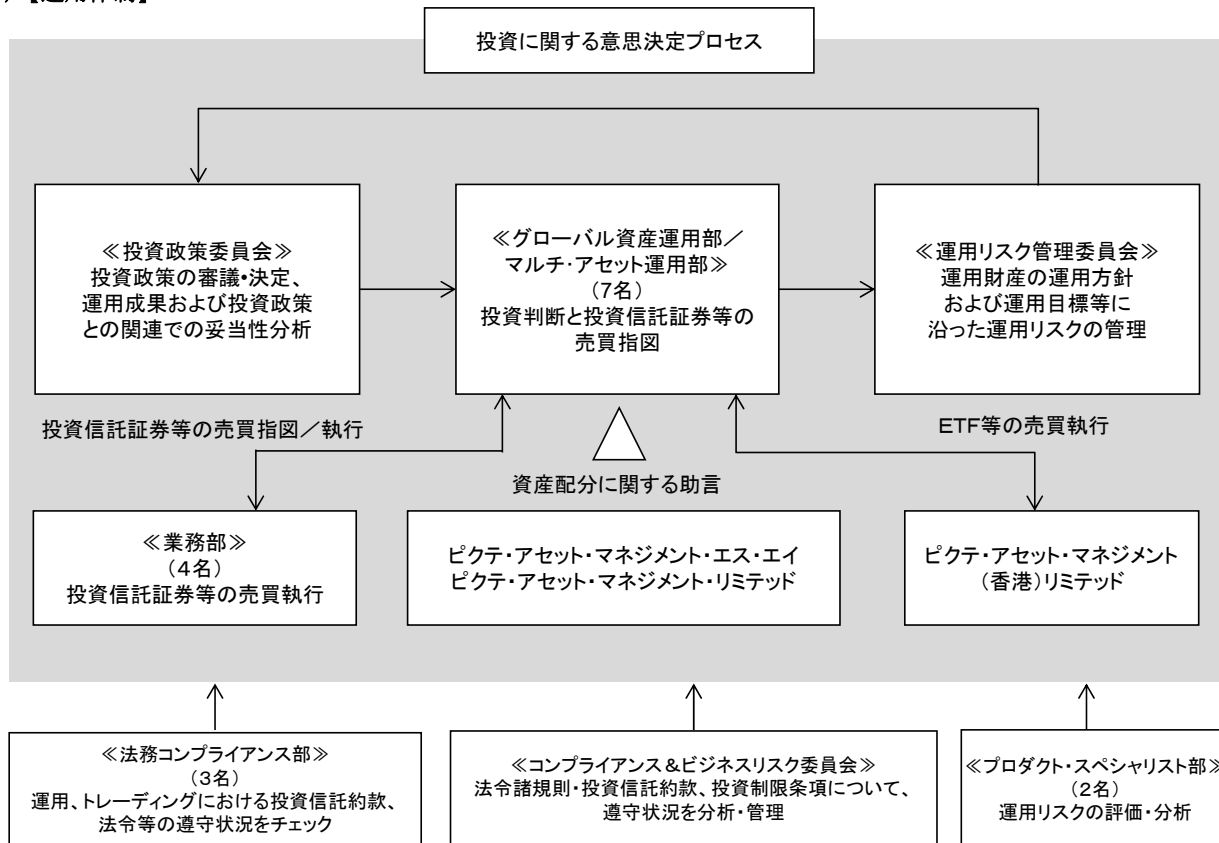 )【運用体制】
投資に関する意思決定プロセス
≪投資政策委員会≫
投資政策の審議・決定、
運用成果および投資政策
との関連での妥当性分析
≪グローバル資産運用部／
マルチ・アセット運用部≫
(7名)
投資判断と投資信託証券等の
売買指図
≪運用リスク管理委員会≫
運用財産の運用方針
および運用目標等に
沿った運用リスクの管理
投資信託証券等の売買指図／執行
ETF等の売買執行
資産配分に関する助言
≪業務部≫
(4名)
投資信託証券等の売買執行
ピクテ・アセット・マネジメント・エス・エイ
ピクテ・アセット・マネジメント・リミテッド
ピクテ・アセット・マネジメント
(香港)リミテッド
≪法務コンプライアンス部≫
(3名)
運用、トレーディングにおける投資信託約款、
法令等の遵守状況をチェック
≪コンプライアンス＆ビジネスリスク委員会≫
法令諸規則・投資信託約款、投資制限条項について、
遵守状況を分析・管理
≪プロダクト・スペシャリスト部≫
(2名)
運用リスクの評価・分析